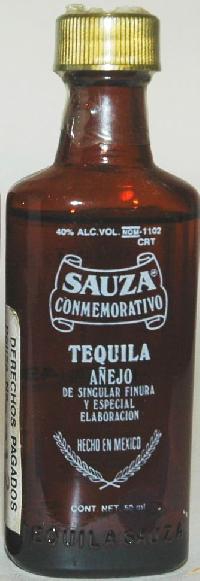 40% ALC.VOL. NOM-1102
CRT
SAUZA®
CONMEMORATIVO
TEQUILA
AÑEJO
DE SINGULAR FINURA
Y ESPECIAL
ELABORACIÓN
HECHO EN MEXICO
CONT NET. 50 ml
TEQUILA SAUZA
DERECHOS PAGADOS